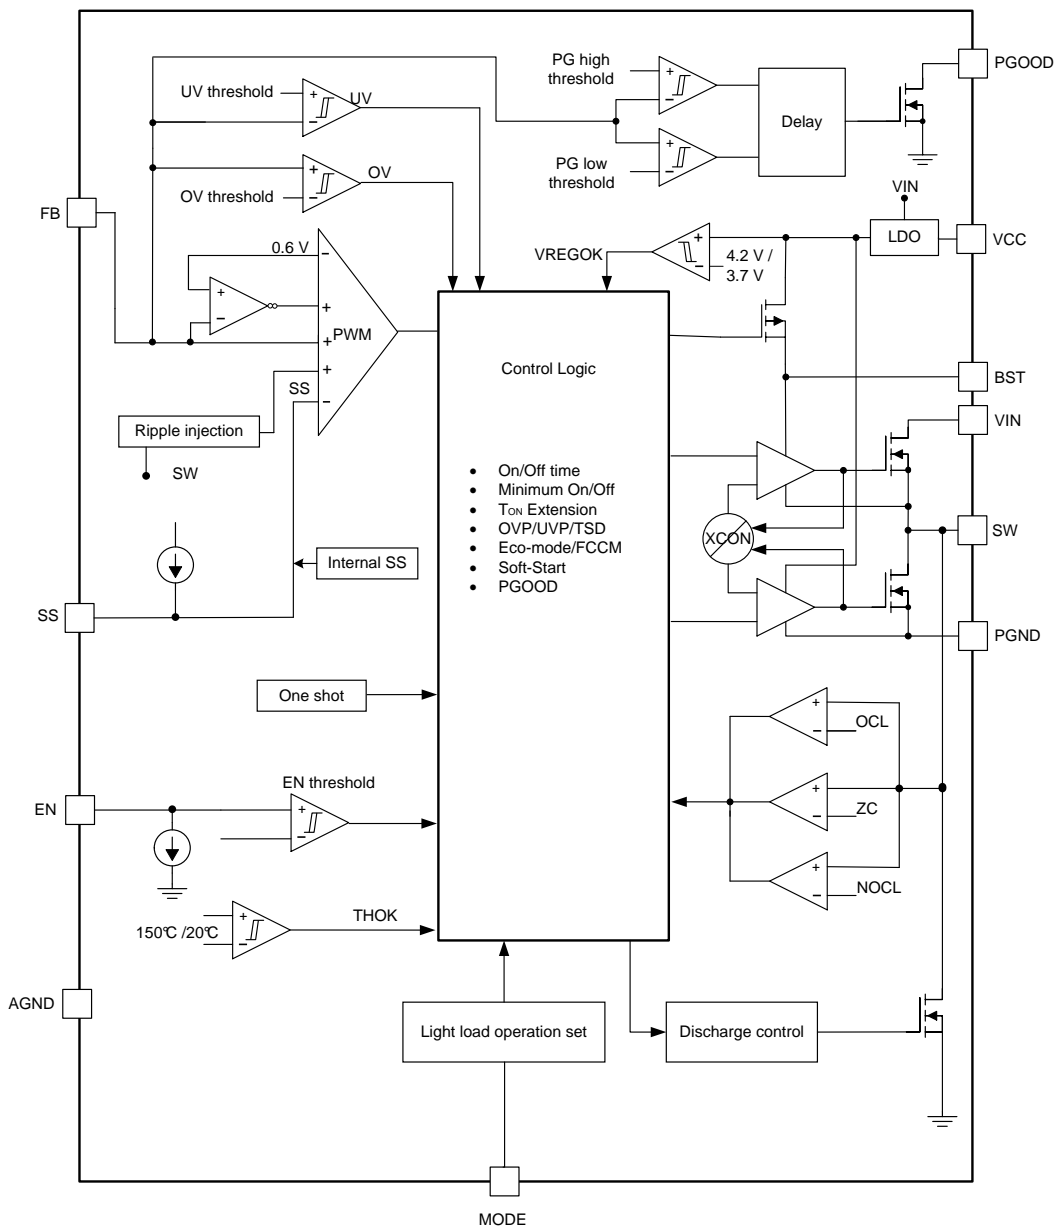 PG high
threshold
PGOOD
UV threshold
+
−
UV
+
−
Delay
+
−
OV
OV threshold
+
−
PG low
threshold
VIN
FB
LDO
VCC
0.6 V
VREGOK
+
−
4.2 V /
3.7 V
−
+
−
+
PWM
+
+
SS
−
Control Logic
BST
VIN
Ripple injection
SW
• On/Off time
• Minimum On/Off
• TON Extension
• OVP/UVP/TSD
• Eco-mode/FCCM
• Soft-Start
• PGOOD
XCON
SW
Internal SS
SS
PGND
One shot
+
−
OCL
EN threshold
EN
+
−
+
−
ZC
+
−
NOCL
THOK
+
−
150°C /20°C
AGND
Light load operation set
Discharge control
MODE